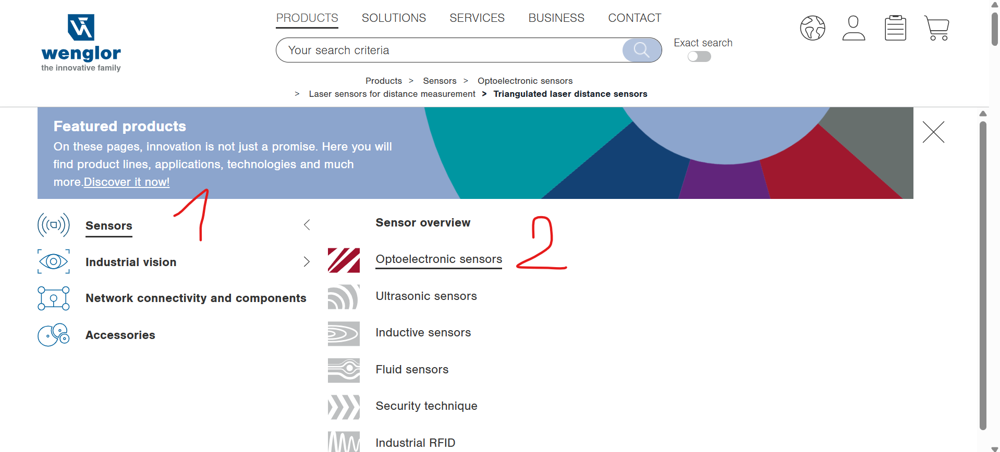 PRODUCTS SOLUTIONS SERVICES BUSINESS CONTACT
wenglor
the innovative family
Your search criteria
Exact search
Products > Sensors > Optoelectronic sensors
> Laser sensors for distance measurement > Triangulated laser distance sensors
Featured products
On these pages, innovation is not just a promise. Here you will
find product lines, applications, technologies and much
more.Discover it now!
1
Sensors
Industrial vision
Network connectivity and components
Accessories
Sensor overview
Optoelectronic sensors
2
Ultrasonic sensors
Inductive sensors
Fluid sensors
Security technique
Industrial RFID